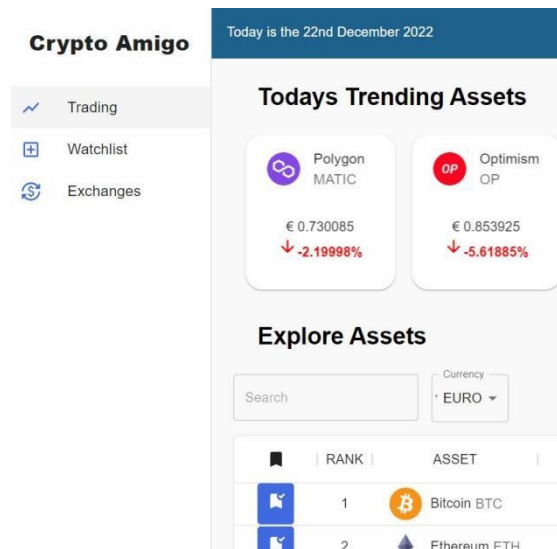 Crypto Amigo
Trading
Watchlist
Exchanges
Today is the 22nd December 2022
Todays Trending Assets
Polygon
MATIC
€ 0.730085
-2.19998%
OP
Optimism
OP
€ 0.853925
-5.61885%
Explore Assets
Search
Currency
EURO
RANK
ASSET
1
Bitcoin BTC
2
Ethereum ETH